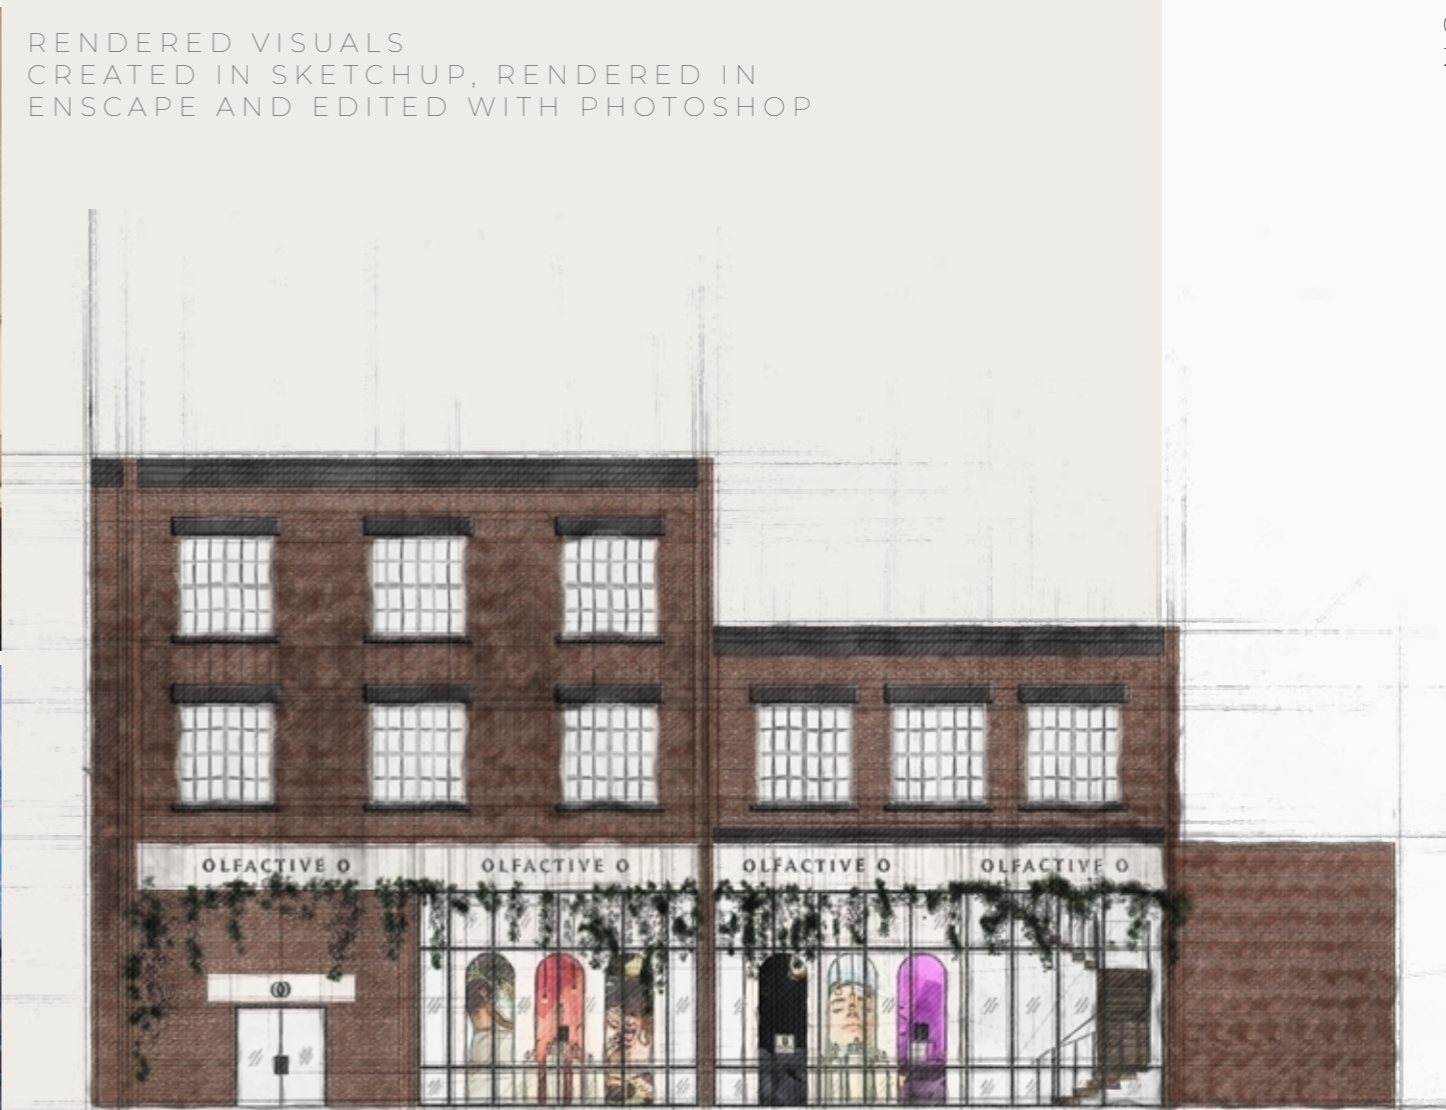 RENDERED VISUALS
CREATED IN SKETCHUP, RENDERED IN
ENSCAPE AND EDITED WITH PHOTOSHOP
OLFACTIVE O OLFACTIVE O OLFACTIVE O OLFACTIVE O